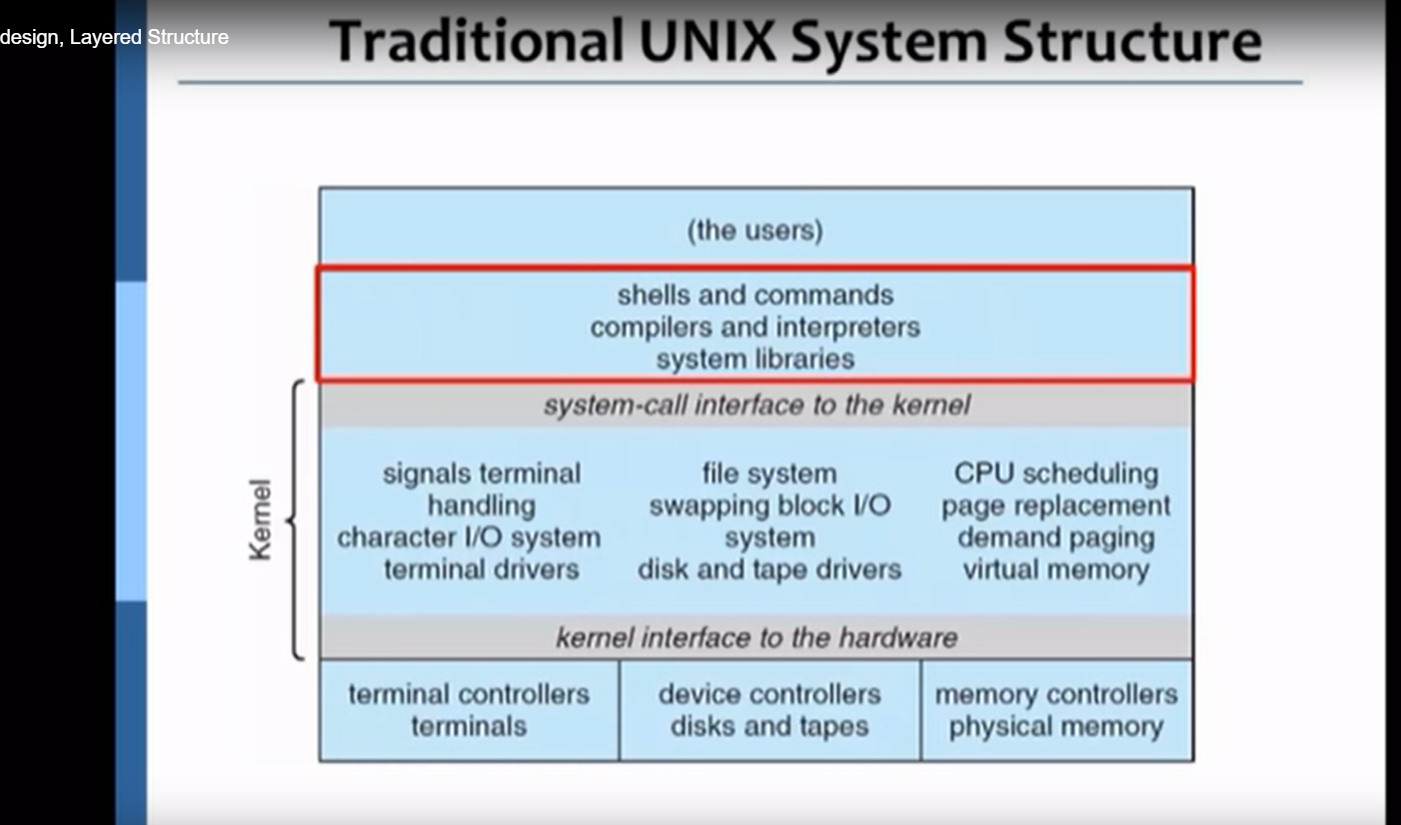 design, Layered Structure
Traditional UNIX System Structure
(the users)
shells and commands
compilers and interpreters
system libraries
system-call interface to the kernel
Kernel
signals terminal
handling
character I/O system
terminal drivers
file system
swapping block I/O
system
disk and tape drivers
CPU scheduling
page replacement
demand paging
virtual memory
kernel interface to the hardware
terminal controllers
terminals
device controllers
disks and tapes
memory controllers
physical memory